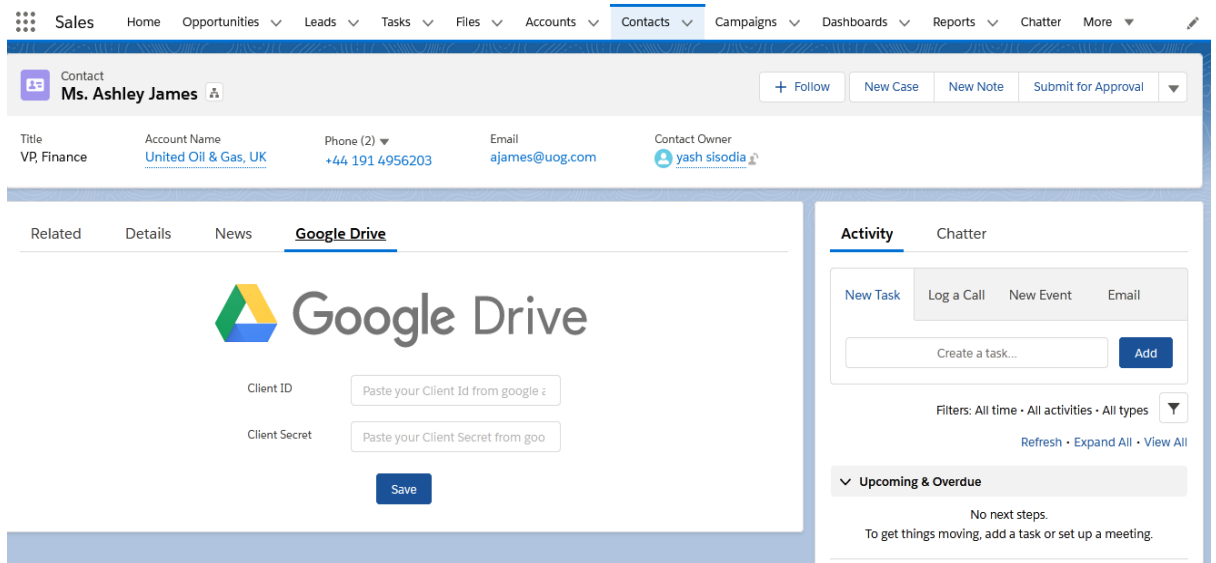 Sales Home Opportunities Leads Tasks Files Accounts Contacts Campaigns Dashboards Reports Chatter More
Contact
Ms. Ashley James
+ Follow New Case New Note Submit for Approval
Title Account Name Phone (2) Email Contact Owner
VP, Finance United Oil & Gas, UK +44 191 4956203 ajames@uog.com yash sisodia
Related Details News Google Drive
Google Drive
Client ID Paste your Client Id from google a
Client Secret Paste your Client Secret from goo
Save
Activity Chatter
New Task Log a Call New Event Email
Create a task... Add
Filters: All time • All activities • All types
Refresh • Expand All • View All
Upcoming & Overdue
No next steps.
To get things moving, add a task or set up a meeting.